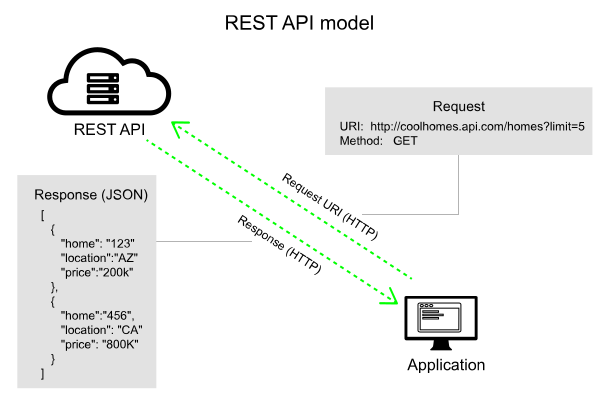 REST API model
REST API
Request
URI:  http://coolhomes.api.com/homes?limit=5
Method:   GET
Request URI (HTTP)
Response (HTTP)
Response (JSON)
[
{
"home": "123"
"location":"AZ"
"price":"200k"
},
{
"home":"456",
"location": "CA"
"price": "800K"
}
]
Application